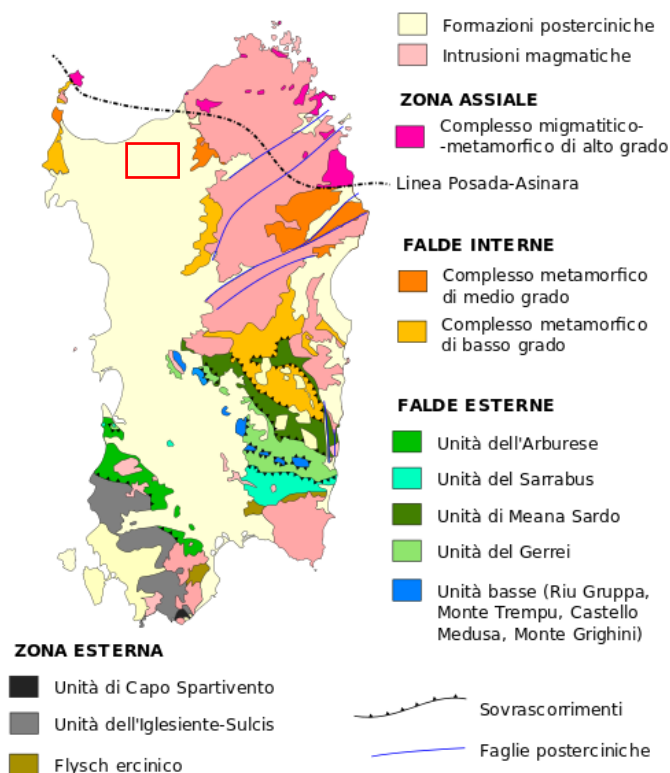 Formazioni posterciniche
Intrusioni magmatiche
ZONA ASSIALE
Complesso migmatitico-
-metamorfico di alto grado
Linea Posada-Asinara
FALDE INTERNE
Complesso metamorfico
di medio grado
Complesso metamorfico
di basso grado
FALDE ESTERNE
Unità dell'Arburese
Unità del Sarrabus
Unità di Meana Sardo
Unità del Gerrei
Unità basse (Riu Gruppa,
Monte Trempu, Castello
Medusa, Monte Grighini)
ZONA ESTERNA
Unità di Capo Spartivento
Unità dell'Iglesiente-Sulcis
Flysch ercinico
Sovrascorrimenti
Faglie posterciniche